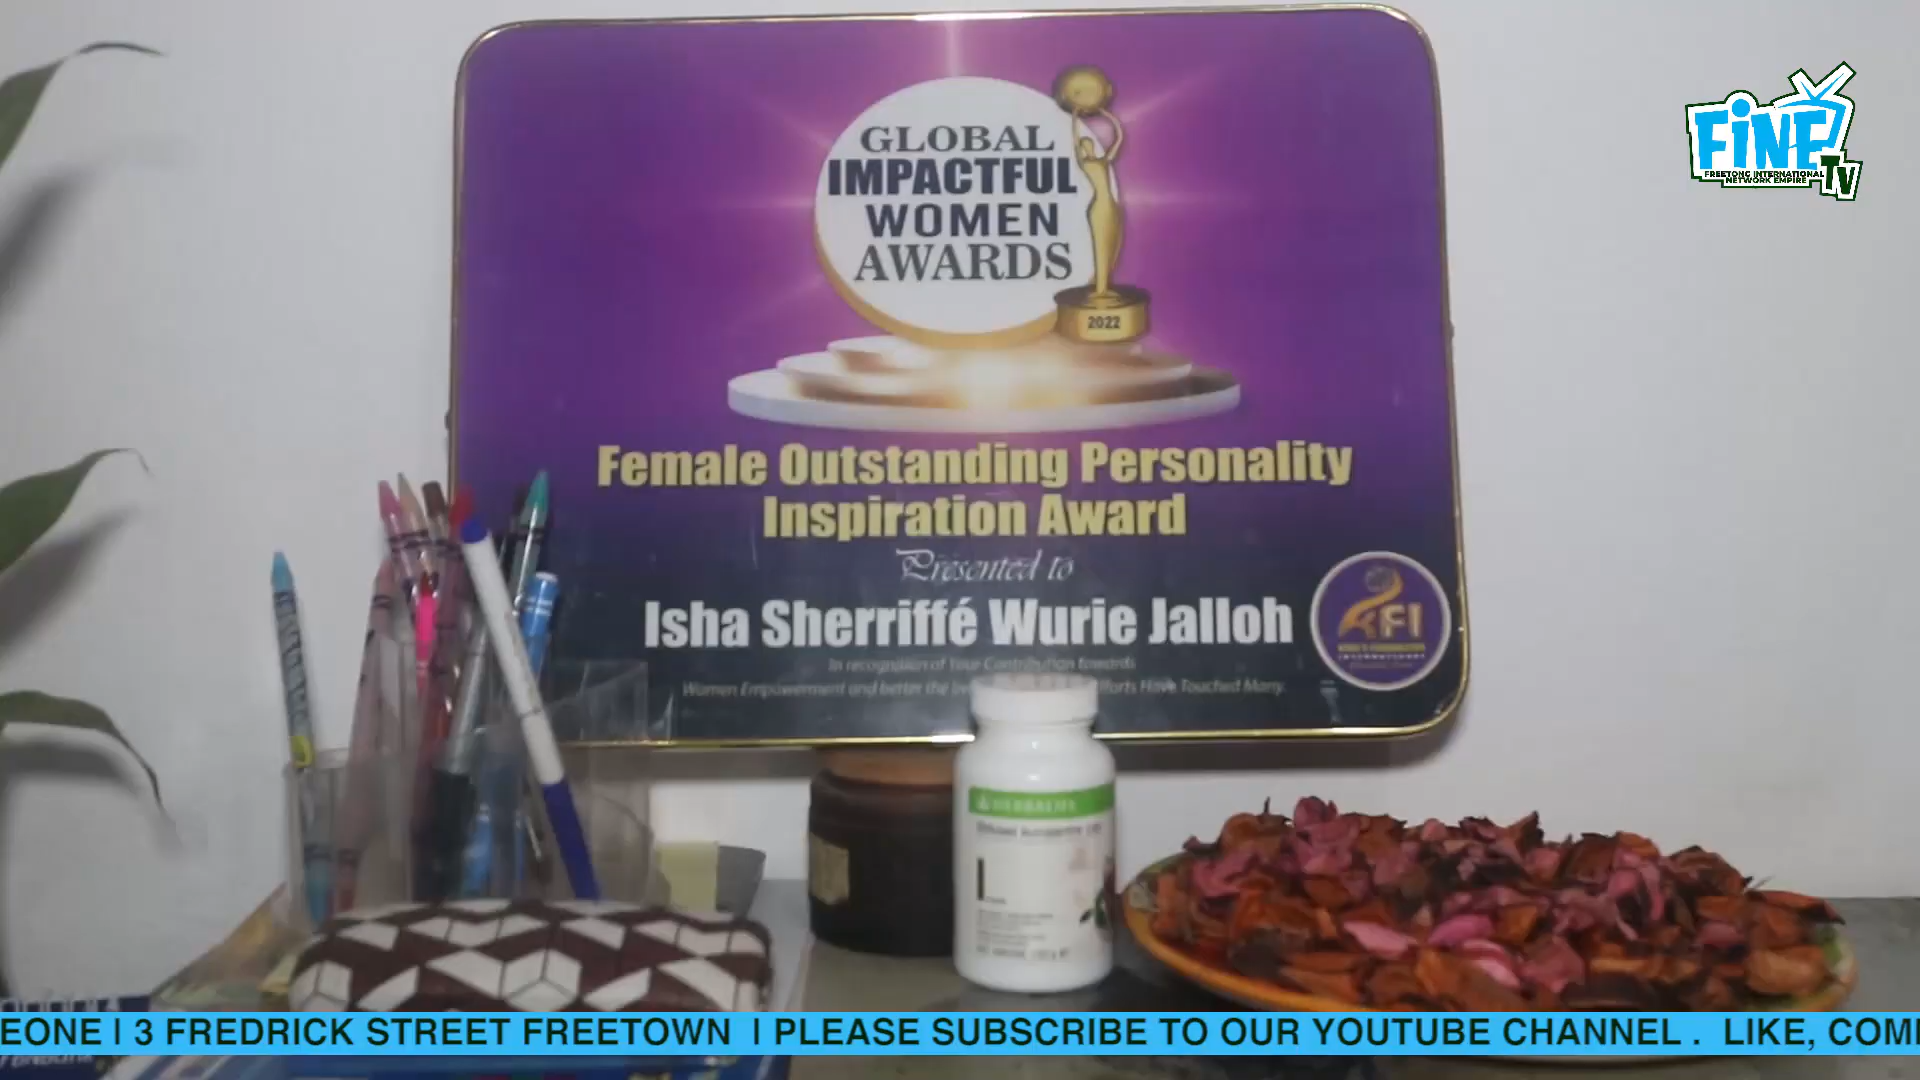 FiNE TV
FREETONG INTERNATIONAL
NETWORK EMPIRE
GLOBAL
IMPACTFUL
WOMEN
AWARDS
2022
Female Outstanding Personality
Inspiration Award
Presented to
Isha Sherriffé Wurie Jalloh
In recognision of Your Contribution towards
Women Empowerment and better the Efforts Have Touched Many.
KFI
HERBALIFE
EONE | 3 FREDRICK STREET FREETOWN | PLEASE SUBSCRIBE TO OUR YOUTUBE CHANNEL . LIKE, COM